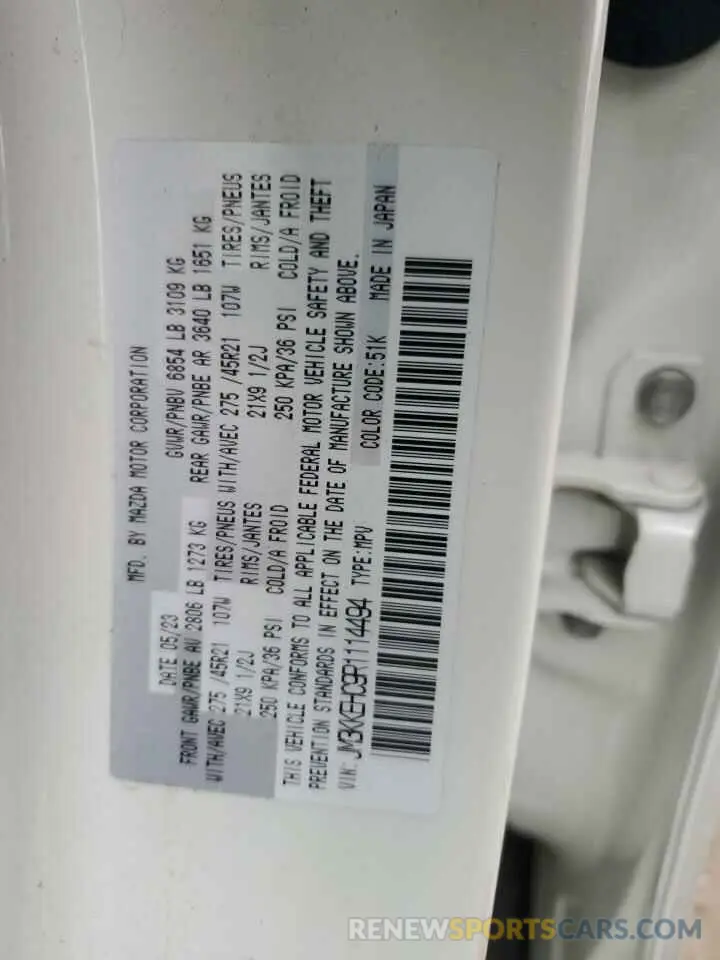 MFD. BY MAZDA MOTOR CORPORATION
DATE 05/23 GVWR/PNBV 6854 LB 3109 KG
FRONT GAWR/PNBE AV 2806 LB 1273 KG REAR GAWR/PNBE AR 3640 LB 1651 KG
WITH/AVEC 275 /45R21 107W TIRES/PNEUS WITH/AVEC 275 /45R21 107W TIRES/PNEUS
21X9 1/2J RIMS/JANTES 21X9 1/2J RIMS/JANTES
250 KPA/36 PSI COLD/A FROID 250 KPA/36 PSI COLD/A FROID
THIS VEHICLE CONFORMS TO ALL APPLICABLE FEDERAL MOTOR VEHICLE SAFETY AND THEFT
PREVENTION STANDARDS IN EFFECT ON THE DATE OF MANUFACTURE SHOWN ABOVE.
VIN: JM3KKEHC9R1114494 TYPE:MPV COLOR CODE:51K MADE IN JAPAN
RENEWSPORTSCARS.COM